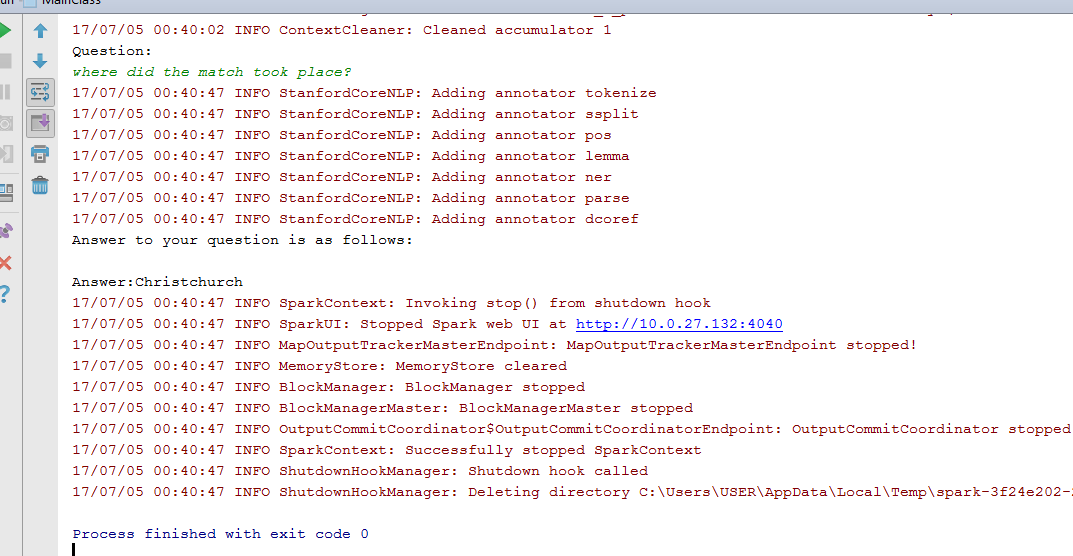 MainClass
17/07/05 00:40:02 INFO ContextCleaner: Cleaned accumulator 1
Question:
where did the match took place?
17/07/05 00:40:47 INFO StanfordCoreNLP: Adding annotator tokenize
17/07/05 00:40:47 INFO StanfordCoreNLP: Adding annotator ssplit
17/07/05 00:40:47 INFO StanfordCoreNLP: Adding annotator pos
17/07/05 00:40:47 INFO StanfordCoreNLP: Adding annotator lemma
17/07/05 00:40:47 INFO StanfordCoreNLP: Adding annotator ner
17/07/05 00:40:47 INFO StanfordCoreNLP: Adding annotator parse
17/07/05 00:40:47 INFO StanfordCoreNLP: Adding annotator dcoref
Answer to your question is as follows:
Answer:Christchurch
17/07/05 00:40:47 INFO SparkContext: Invoking stop() from shutdown hook
17/07/05 00:40:47 INFO SparkUI: Stopped Spark web UI at http://10.0.27.132:4040
17/07/05 00:40:47 INFO MapOutputTrackerMasterEndpoint: MapOutputTrackerMasterEndpoint stopped!
17/07/05 00:40:47 INFO MemoryStore: MemoryStore cleared
17/07/05 00:40:47 INFO BlockManager: BlockManager stopped
17/07/05 00:40:47 INFO BlockManagerMaster: BlockManagerMaster stopped
17/07/05 00:40:47 INFO OutputCommitCoordinator$OutputCommitCoordinatorEndpoint: OutputCommitCoordinator stopped
17/07/05 00:40:47 INFO SparkContext: Successfully stopped SparkContext
17/07/05 00:40:47 INFO ShutdownHookManager: Shutdown hook called
17/07/05 00:40:47 INFO ShutdownHookManager: Deleting directory C:\Users\USER\AppData\Local\Temp\spark-3f24e202-
Process finished with exit code 0